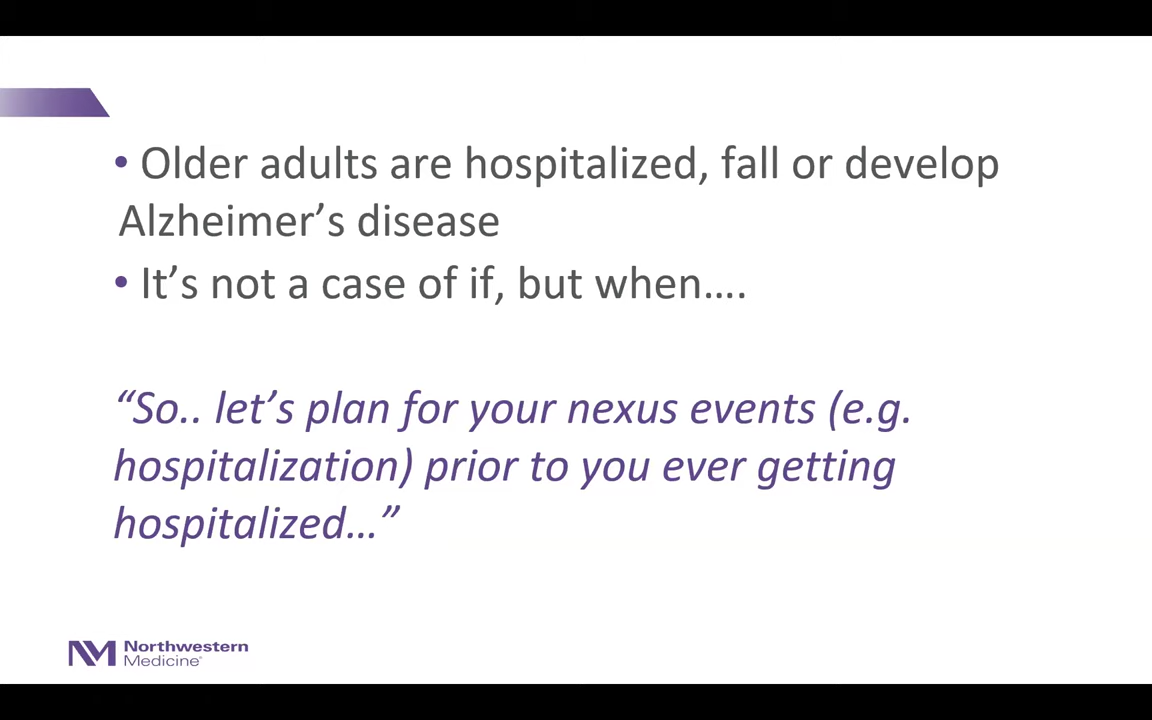 • Older adults are hospitalized, fall or develop
Alzheimer’s disease
• It’s not a case of if, but when….
“So.. let’s plan for your nexus events (e.g.
hospitalization) prior to you ever getting
hospitalized…”
NM Northwestern
Medicine®